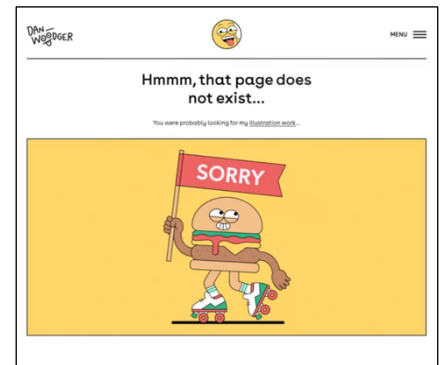 DAN
WOODGER
MENU
Hmmm, that page does
not exist...
You were probably looking for my illustration work...
SORRY